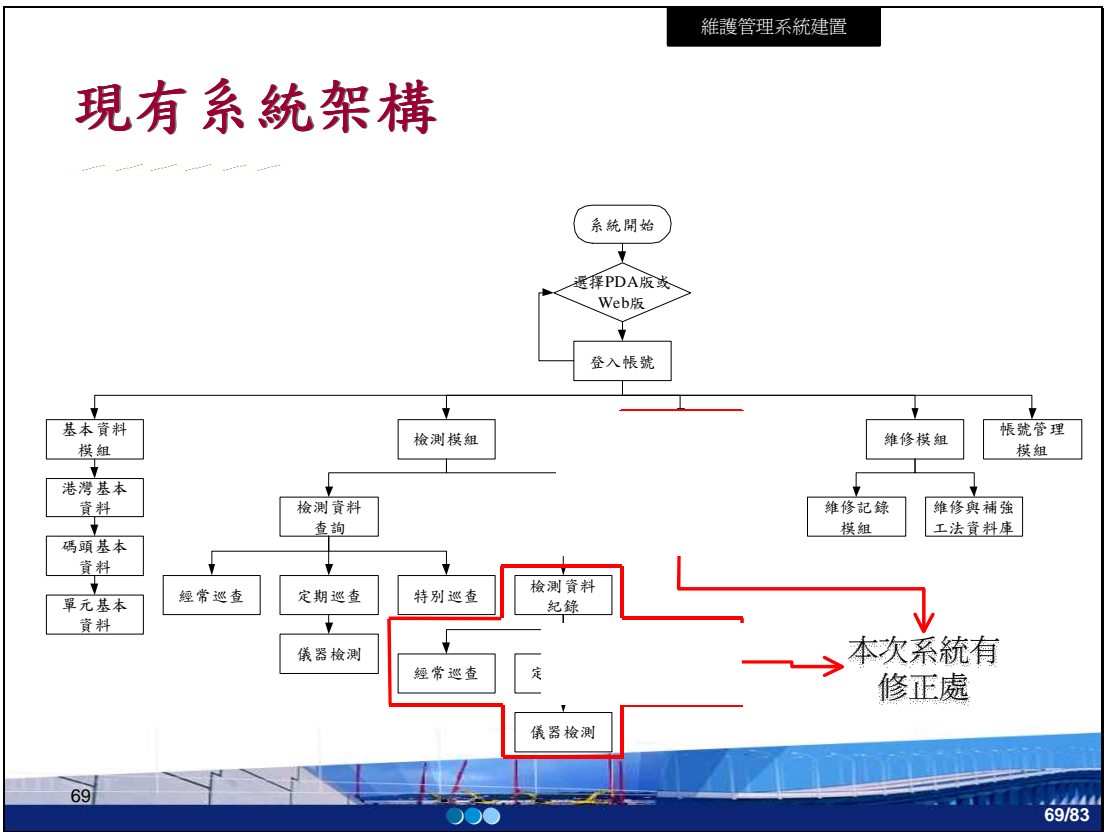 維護管理系統建置
現有系統架構
系統開始
選擇PDA版或
Web版
登入帳號
基本資料
模組
檢測模組
維修模組
帳號管理
模組
港灣基本
資料
檢測資料
查詢
維修記錄
模組
維修與補強
工法資料庫
碼頭基本
資料
經常巡查
定期巡查
特別巡查
檢測資料
紀錄
單元基本
資料
儀器檢測
經常巡查
本次系統有
修正處
儀器檢測
69
69/83